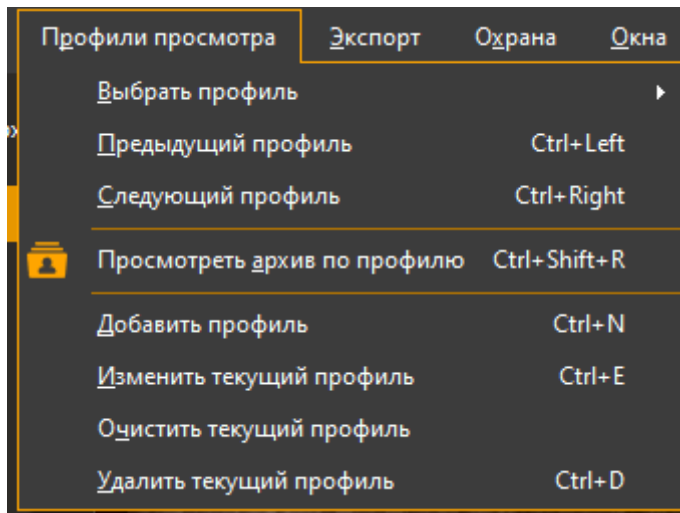 Профили просмотра Экспорт Охрана Окна
Выбрать профиль
Предыдущий профиль Ctrl+Left
Следующий профиль Ctrl+Right
Просмотреть архив по профилю Ctrl+Shift+R
Добавить профиль Ctrl+N
Изменить текущий профиль Ctrl+E
Очистить текущий профиль
Удалить текущий профиль Ctrl+D